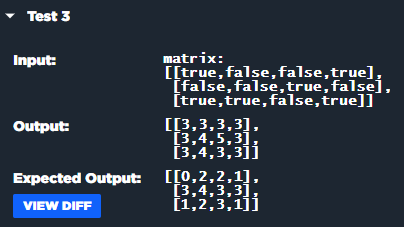 Test 3
Input:
matrix:
[[true,false,false,true],
[false,false,true,false],
[true,true,false,true]]
Output:
[[3,3,3,3],
[3,4,5,3],
[3,4,3,3]]
Expected Output:
[[0,2,2,1],
[3,4,3,3],
[1,2,3,1]]
VIEW DIFF